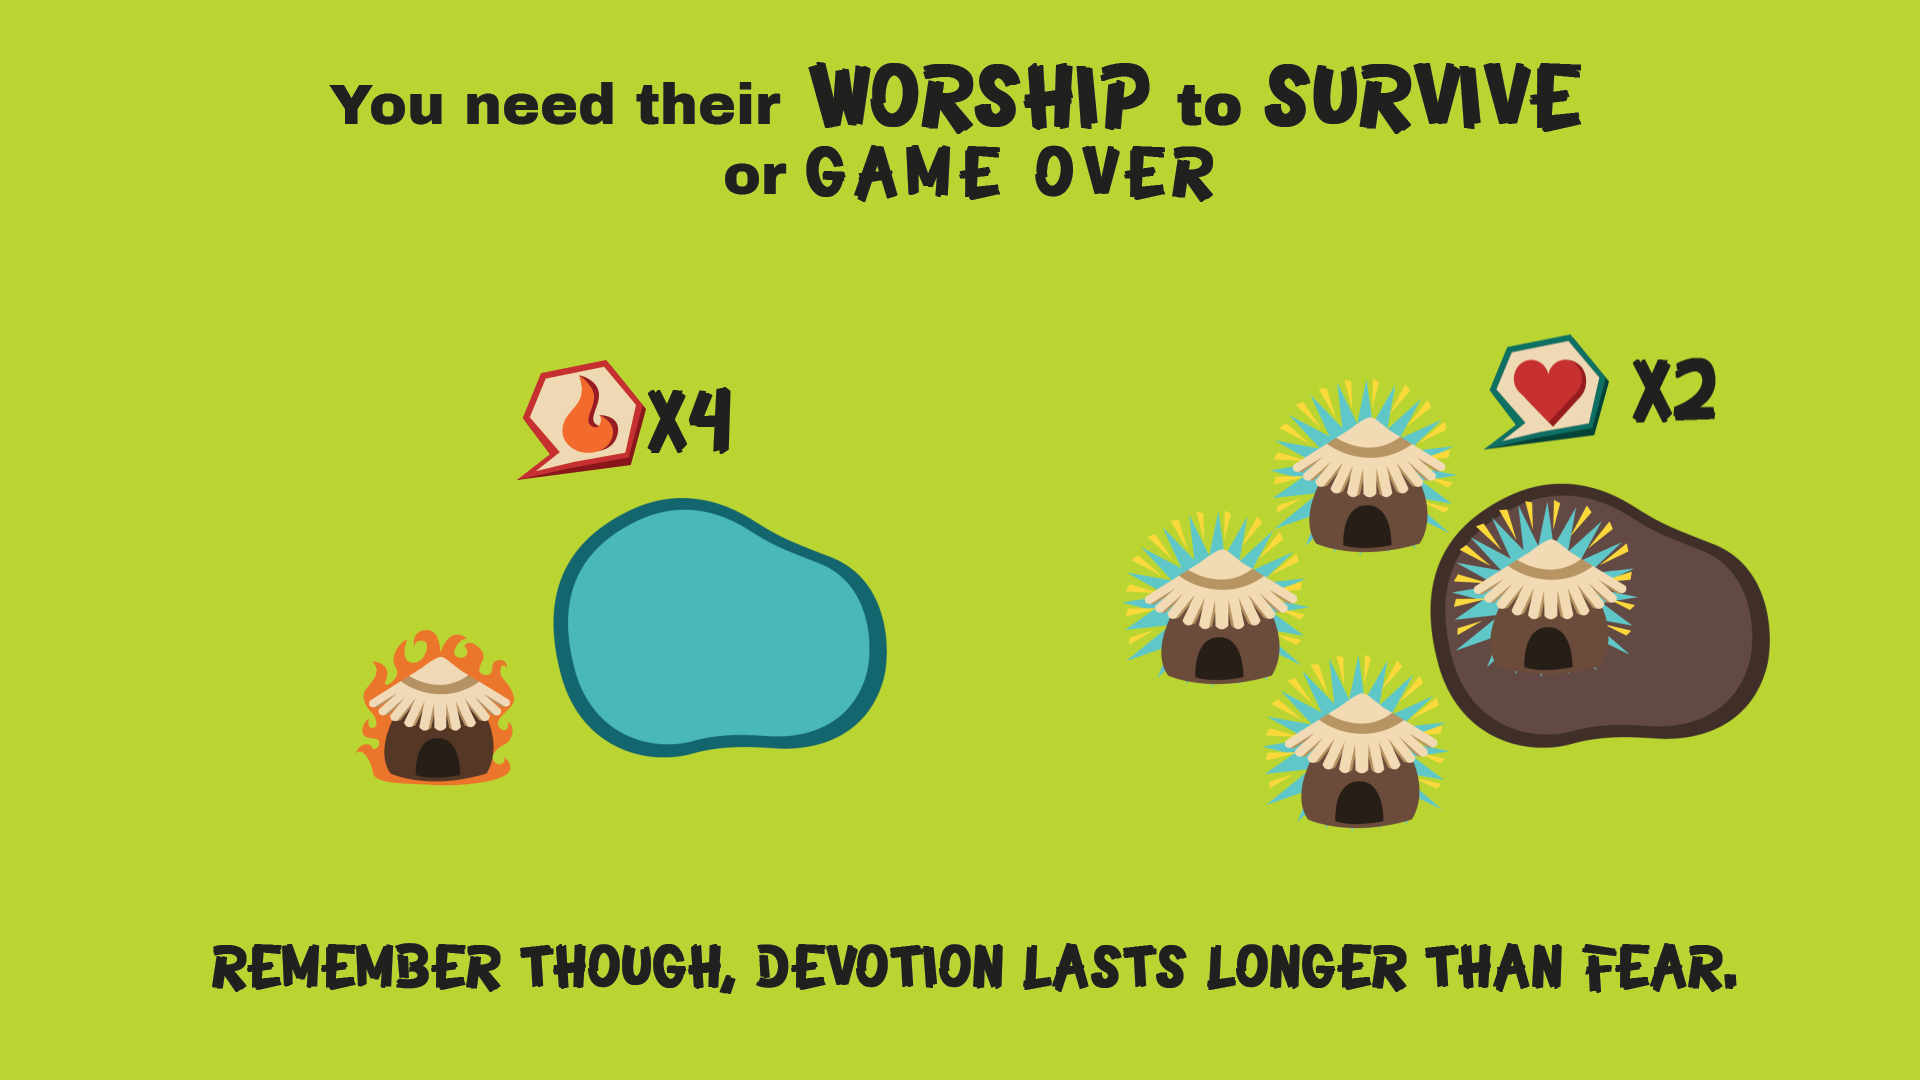 You need their WORSHIP to SURVIVE
or GAME OVER
X4
X2
REMEMBER THOUGH, DEVOTION LASTS LONGER THAN FEAR.